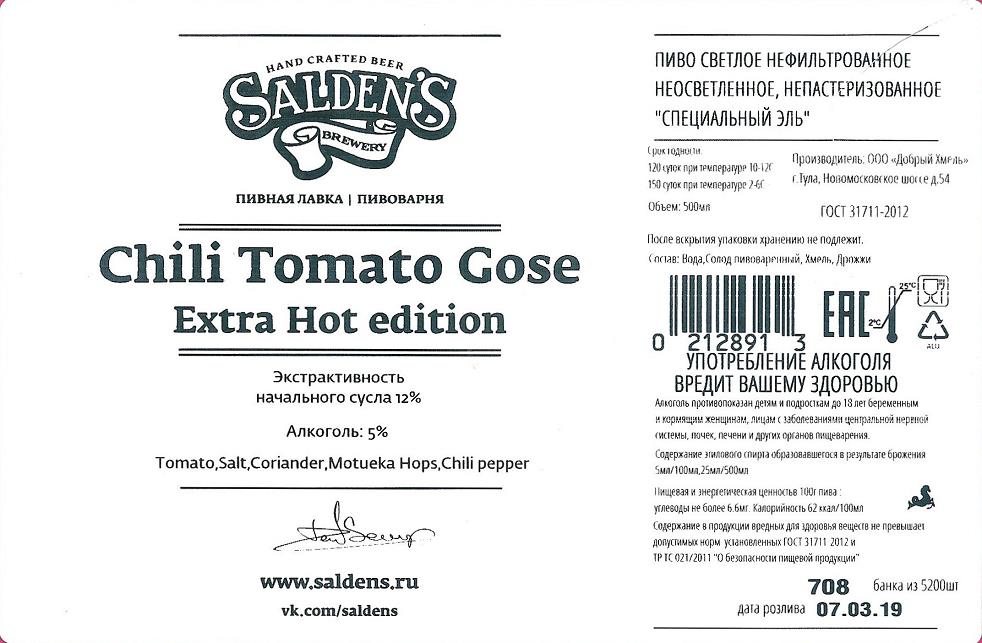 HAND CRAFTED BEER
SALDEN'S
BREWERY
ПИВНАЯ ЛАВКА | ПИВОВАРНЯ
Chili Tomato Gose
Extra Hot edition
Экстрактивность
начального сусла 12%
Алкоголь: 5%
Tomato,Salt,Coriander,Motueka Hops,Chili pepper
www.saldens.ru
vk.com/saldens
ПИВО СВЕТЛОЕ НЕФИЛЬТРОВАННОЕ
НЕОСВЕТЛЕННОЕ, НЕПАСТЕРИЗОВАННОЕ
"СПЕЦИАЛЬНЫЙ ЭЛЬ"
Срок годности:
120 суток при температуре 10-12С
150 суток при температуре 2-6С
Объем: 500мл
Производитель: ООО «Добрый Хмель»
г.Тула, Новомосковское шоссе д.54
ГОСТ 31711-2012
После вскрытия упаковки хранению не подлежит.
Состав: Вода,Солод пивоваренный, Хмель, Дрожжи
0 212891 3
EAC
25°C
2°C
ALU
УПОТРЕБЛЕНИЕ АЛКОГОЛЯ
ВРЕДИТ ВАШЕМУ ЗДОРОВЬЮ
Алкоголь противопоказан детям и подросткам до 18 лет беременным
и кормящим женщинам, лицам с заболеваниями центральной нервной
системы, почек, печени и других органов пищеварения.
Содержание этилового спирта образовавшегося в результате брожения
5мл/100мл,25мл/500мл
Пищевая и энергетическая ценностьв 100г пива :
углеводы не более 6.6мг. Калорийность 62 ккал/100мл
Содержание в продукции вредных для здоровья веществ не превышает
допустимых норм установленных ГОСТ 31711 2012 и
ТР ТС 021/2011 "О безопасности пищевой продукции"
708 банка из 5200шт
дата розлива 07.03.19